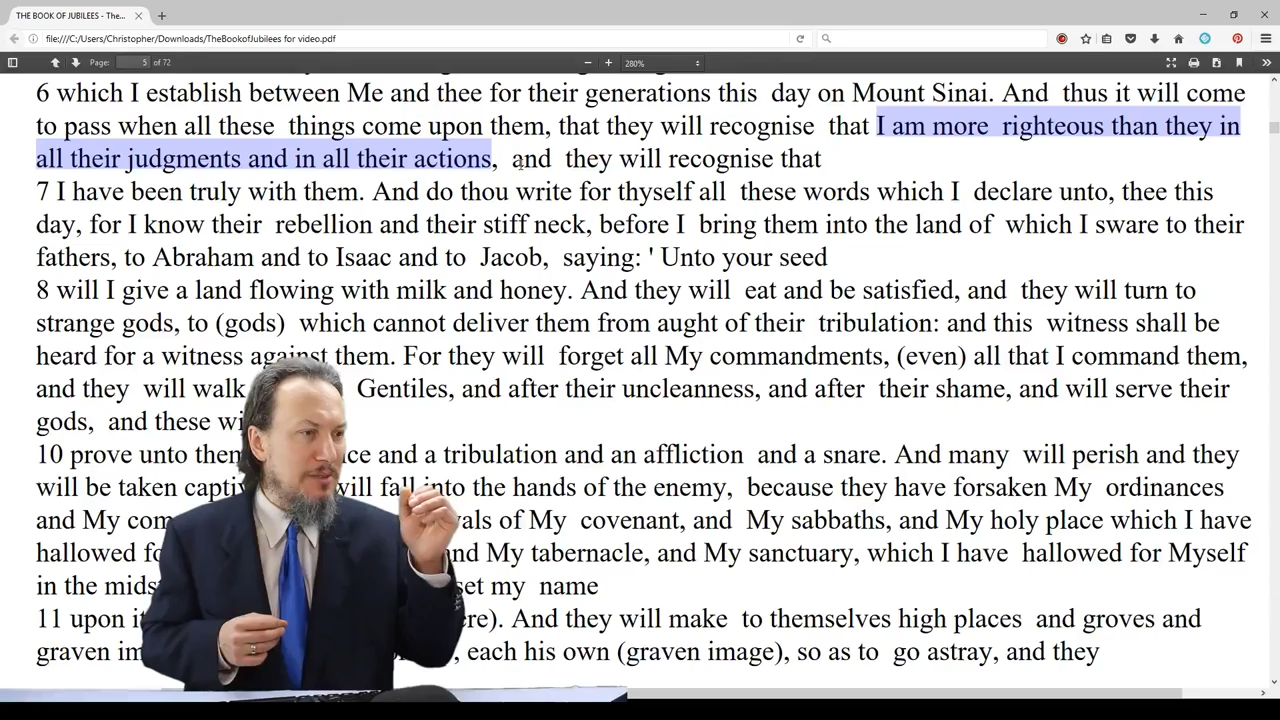 THE BOOK OF JUBILEES - The...
file:///C:/Users/Christopher/Downloads/TheBookofJubilees for video.pdf
Page: 5 of 72 280%
6 which I establish between Me and thee for their generations this day on Mount Sinai. And thus it will come
to pass when all these things come upon them, that they will recognise that I am more righteous than they in
all their judgments and in all their actions, and they will recognise that
7 I have been truly with them. And do thou write for thyself all these words which I declare unto, thee this
day, for I know their rebellion and their stiff neck, before I bring them into the land of which I sware to their
fathers, to Abraham and to Isaac and to Jacob, saying: ' Unto your seed
8 will I give a land flowing with milk and honey. And they will eat and be satisfied, and they will turn to
strange gods, to (gods) which cannot deliver them from aught of their tribulation: and this witness shall be
heard for a witness against them. For they will forget all My commandments, (even) all that I command them,
and they will walk Gentiles, and after their uncleanness, and after their shame, and will serve their
gods, and these
10 prove unto and a tribulation and an affliction and a snare. And many will perish and they
will be taken will fall into the hands of the enemy, because they have forsaken My ordinances
and My of My covenant, and My sabbaths, and My holy place which I have
hallowed and My tabernacle, and My sanctuary, which I have hallowed for Myself
in the set my name
11 upon And they will make to themselves high places and groves and
graven each his own (graven image), so as to go astray, and they